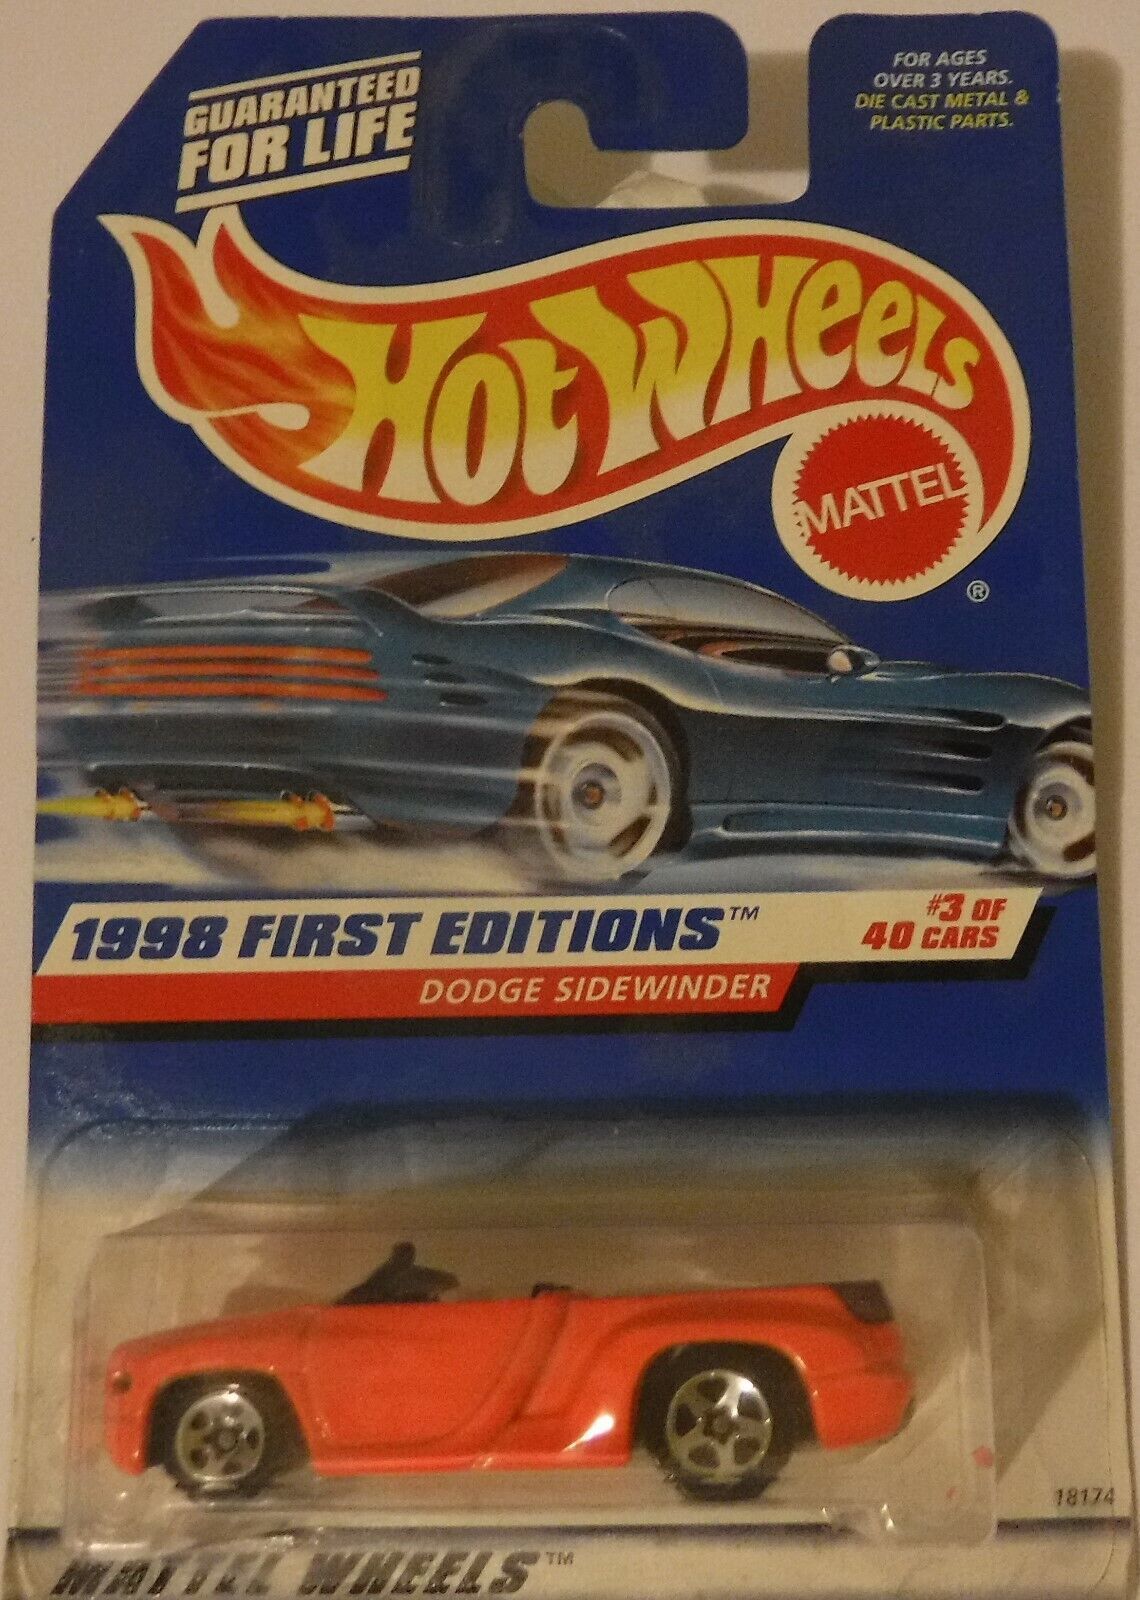 GUARANTEED
FOR LIFE
FOR AGES
OVER 3 YEARS.
DIE CAST METAL &
PLASTIC PARTS.
HOT WHEELS
MATTEL
®
1998 FIRST EDITIONS™
#3 OF
40 CARS
DODGE SIDEWINDER
18174
MATTEL WHEELS™